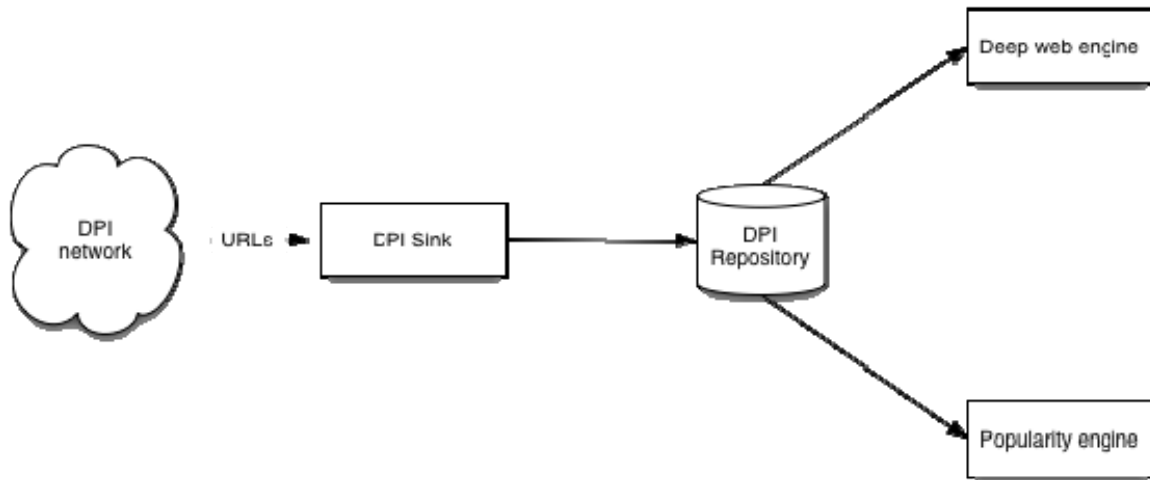 Deep web engine
DPI
network
URLs
DPI Sink
DPI
Repository
Popularity engine